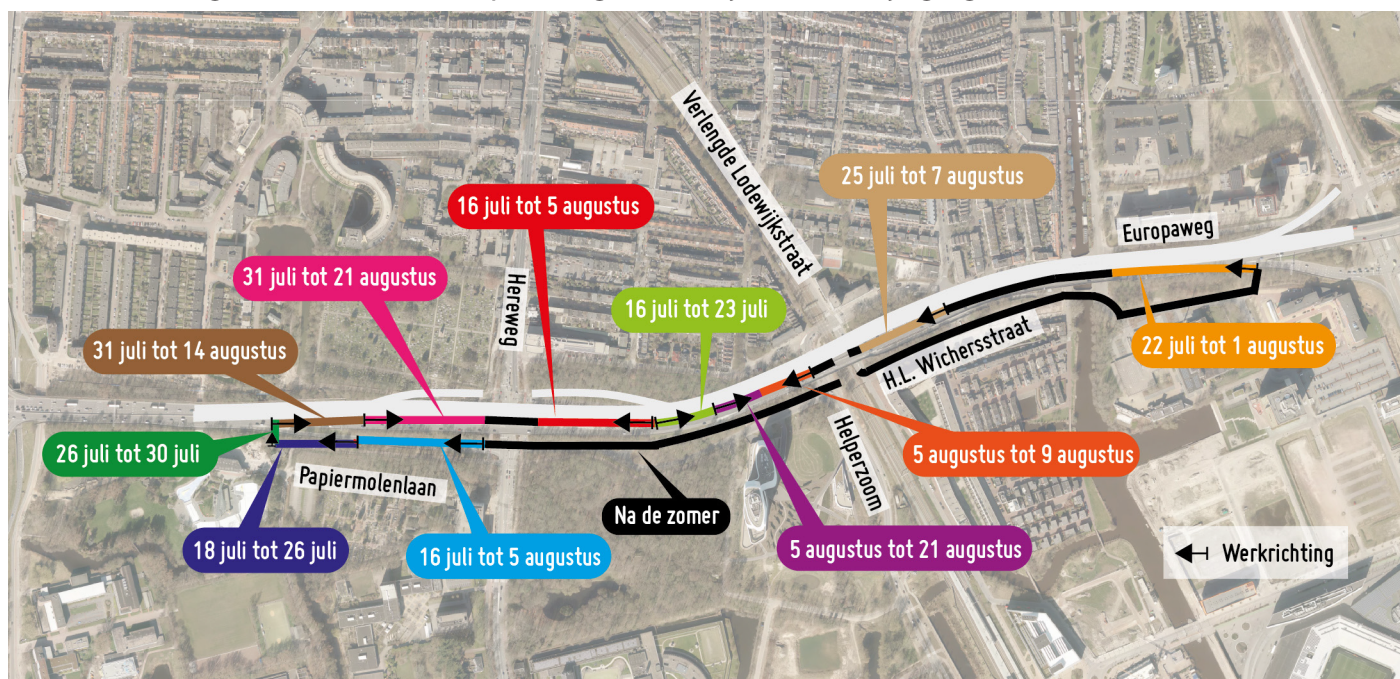 Verlengde Lodewijkstraat
25 juli tot 7 augustus
16 juli tot 5 augustus
Europaweg
31 juli tot 21 augustus
Hereweg
16 juli tot 23 juli
31 juli tot 14 augustus
22 juli tot 1 augustus
H.L. Wichersstraat
26 juli tot 30 juli
5 augustus tot 9 augustus
Helperzoom
Papiermolenlaan
Na de zomer
18 juli tot 26 juli
16 juli tot 5 augustus
5 augustus tot 21 augustus
Werkrichting